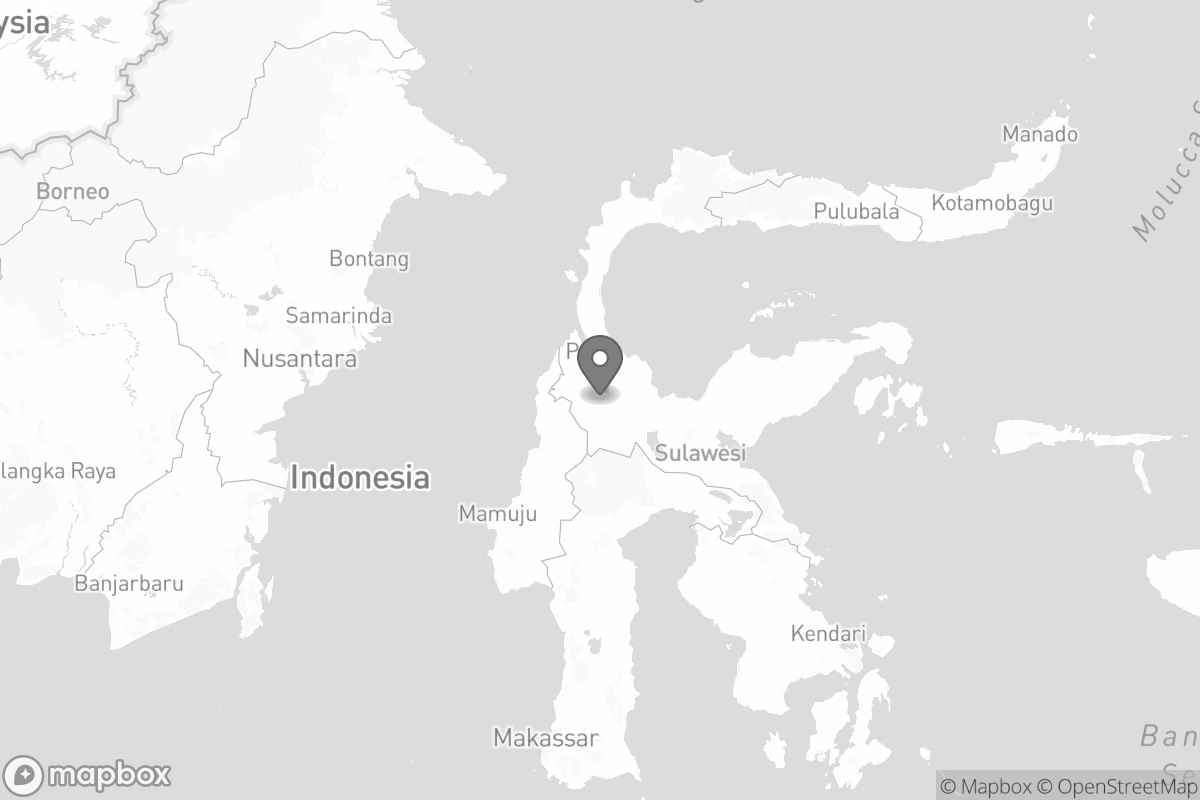 ysia
Manado
Borneo
Kotamobagu
Pulubala
Molucca S
Bontang
Samarinda
Nusantara
P
Sulawesi
langka Raya
Indonesia
Mamuju
Banjarbaru
Kendari
Makassar
Ban
Se
mapbox
© Mapbox © OpenStreetMap